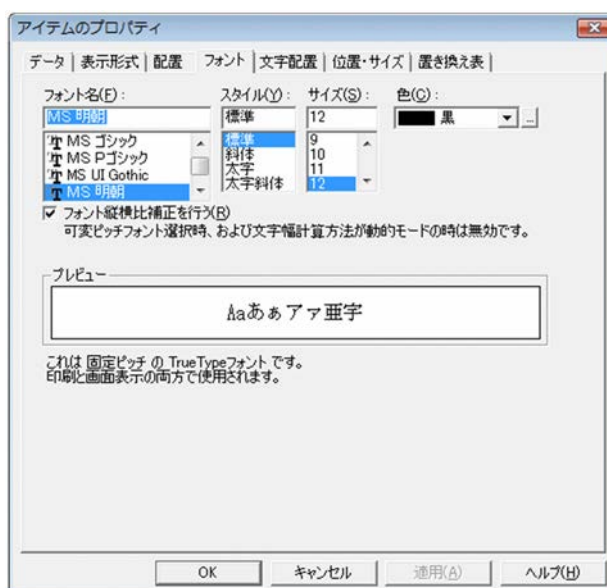 アイテムのプロパティ
データ 表示形式 配置 フォント 文字配置 位置・サイズ 置き換え表
フォント名(F): スタイル(Y): サイズ(S): 色(C):
MS 明朝 標準 12 黒 ...
MS ゴシック 標準 9
MS Pゴシック 斜体 10
MS UI Gothic 太字 11
MS 明朝 太字斜体 12
フォント縦横比補正を行う(R)
可変ピッチフォント選択時、および文字幅計算方法が動的モードの時は無効です。
プレビュー
Aaあぁアァ亜字
これは 固定ピッチ の TrueTypeフォント です。
印刷と画面表示の両方で使用されます。
OK キャンセル 適用(A) ヘルプ(H)